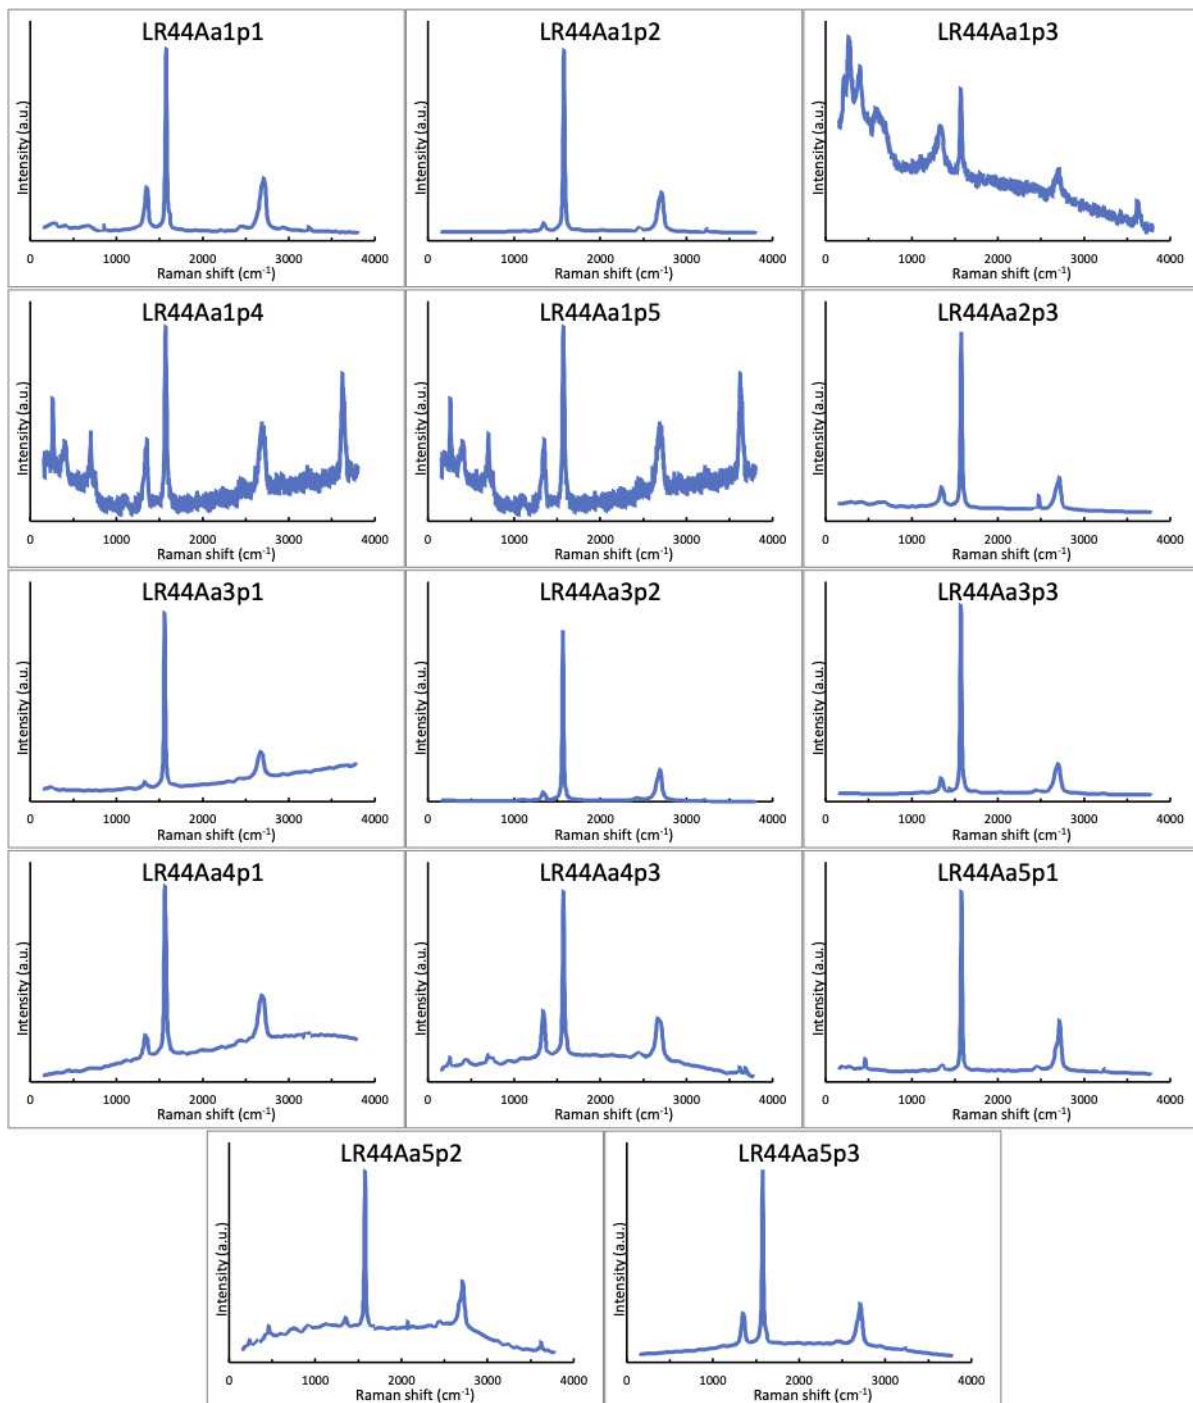 LR44Aa1p1
Intensity (a.u.)
0 1000 2000 3000 4000
Raman shift (cm⁻¹)
LR44Aa1p2
Intensity (a.u.)
0 1000 2000 3000 4000
Raman shift (cm⁻¹)
LR44Aa1p3
Intensity (a.u.)
0 1000 2000 3000 4000
Raman shift (cm⁻¹)
LR44Aa1p4
Intensity (a.u.)
0 1000 2000 3000 4000
Raman shift (cm⁻¹)
LR44Aa1p5
Intensity (a.u.)
0 1000 2000 3000 4000
Raman shift (cm⁻¹)
LR44Aa2p3
Intensity (a.u.)
0 1000 2000 3000 4000
Raman shift (cm⁻¹)
LR44Aa3p1
Intensity (a.u.)
0 1000 2000 3000 4000
Raman shift (cm⁻¹)
LR44Aa3p2
Intensity (a.u.)
0 1000 2000 3000 4000
Raman shift (cm⁻¹)
LR44Aa3p3
Intensity (a.u.)
0 1000 2000 3000 4000
Raman shift (cm⁻¹)
LR44Aa4p1
Intensity (a.u.)
0 1000 2000 3000 4000
Raman shift (cm⁻¹)
LR44Aa4p3
Intensity (a.u.)
0 1000 2000 3000 4000
Raman shift (cm⁻¹)
LR44Aa5p1
Intensity (a.u.)
0 1000 2000 3000 4000
Raman shift (cm⁻¹)
LR44Aa5p2
Intensity (a.u.)
0 1000 2000 3000 4000
Raman shift (cm⁻¹)
LR44Aa5p3
Intensity (a.u.)
0 1000 2000 3000 4000
Raman shift (cm⁻¹)